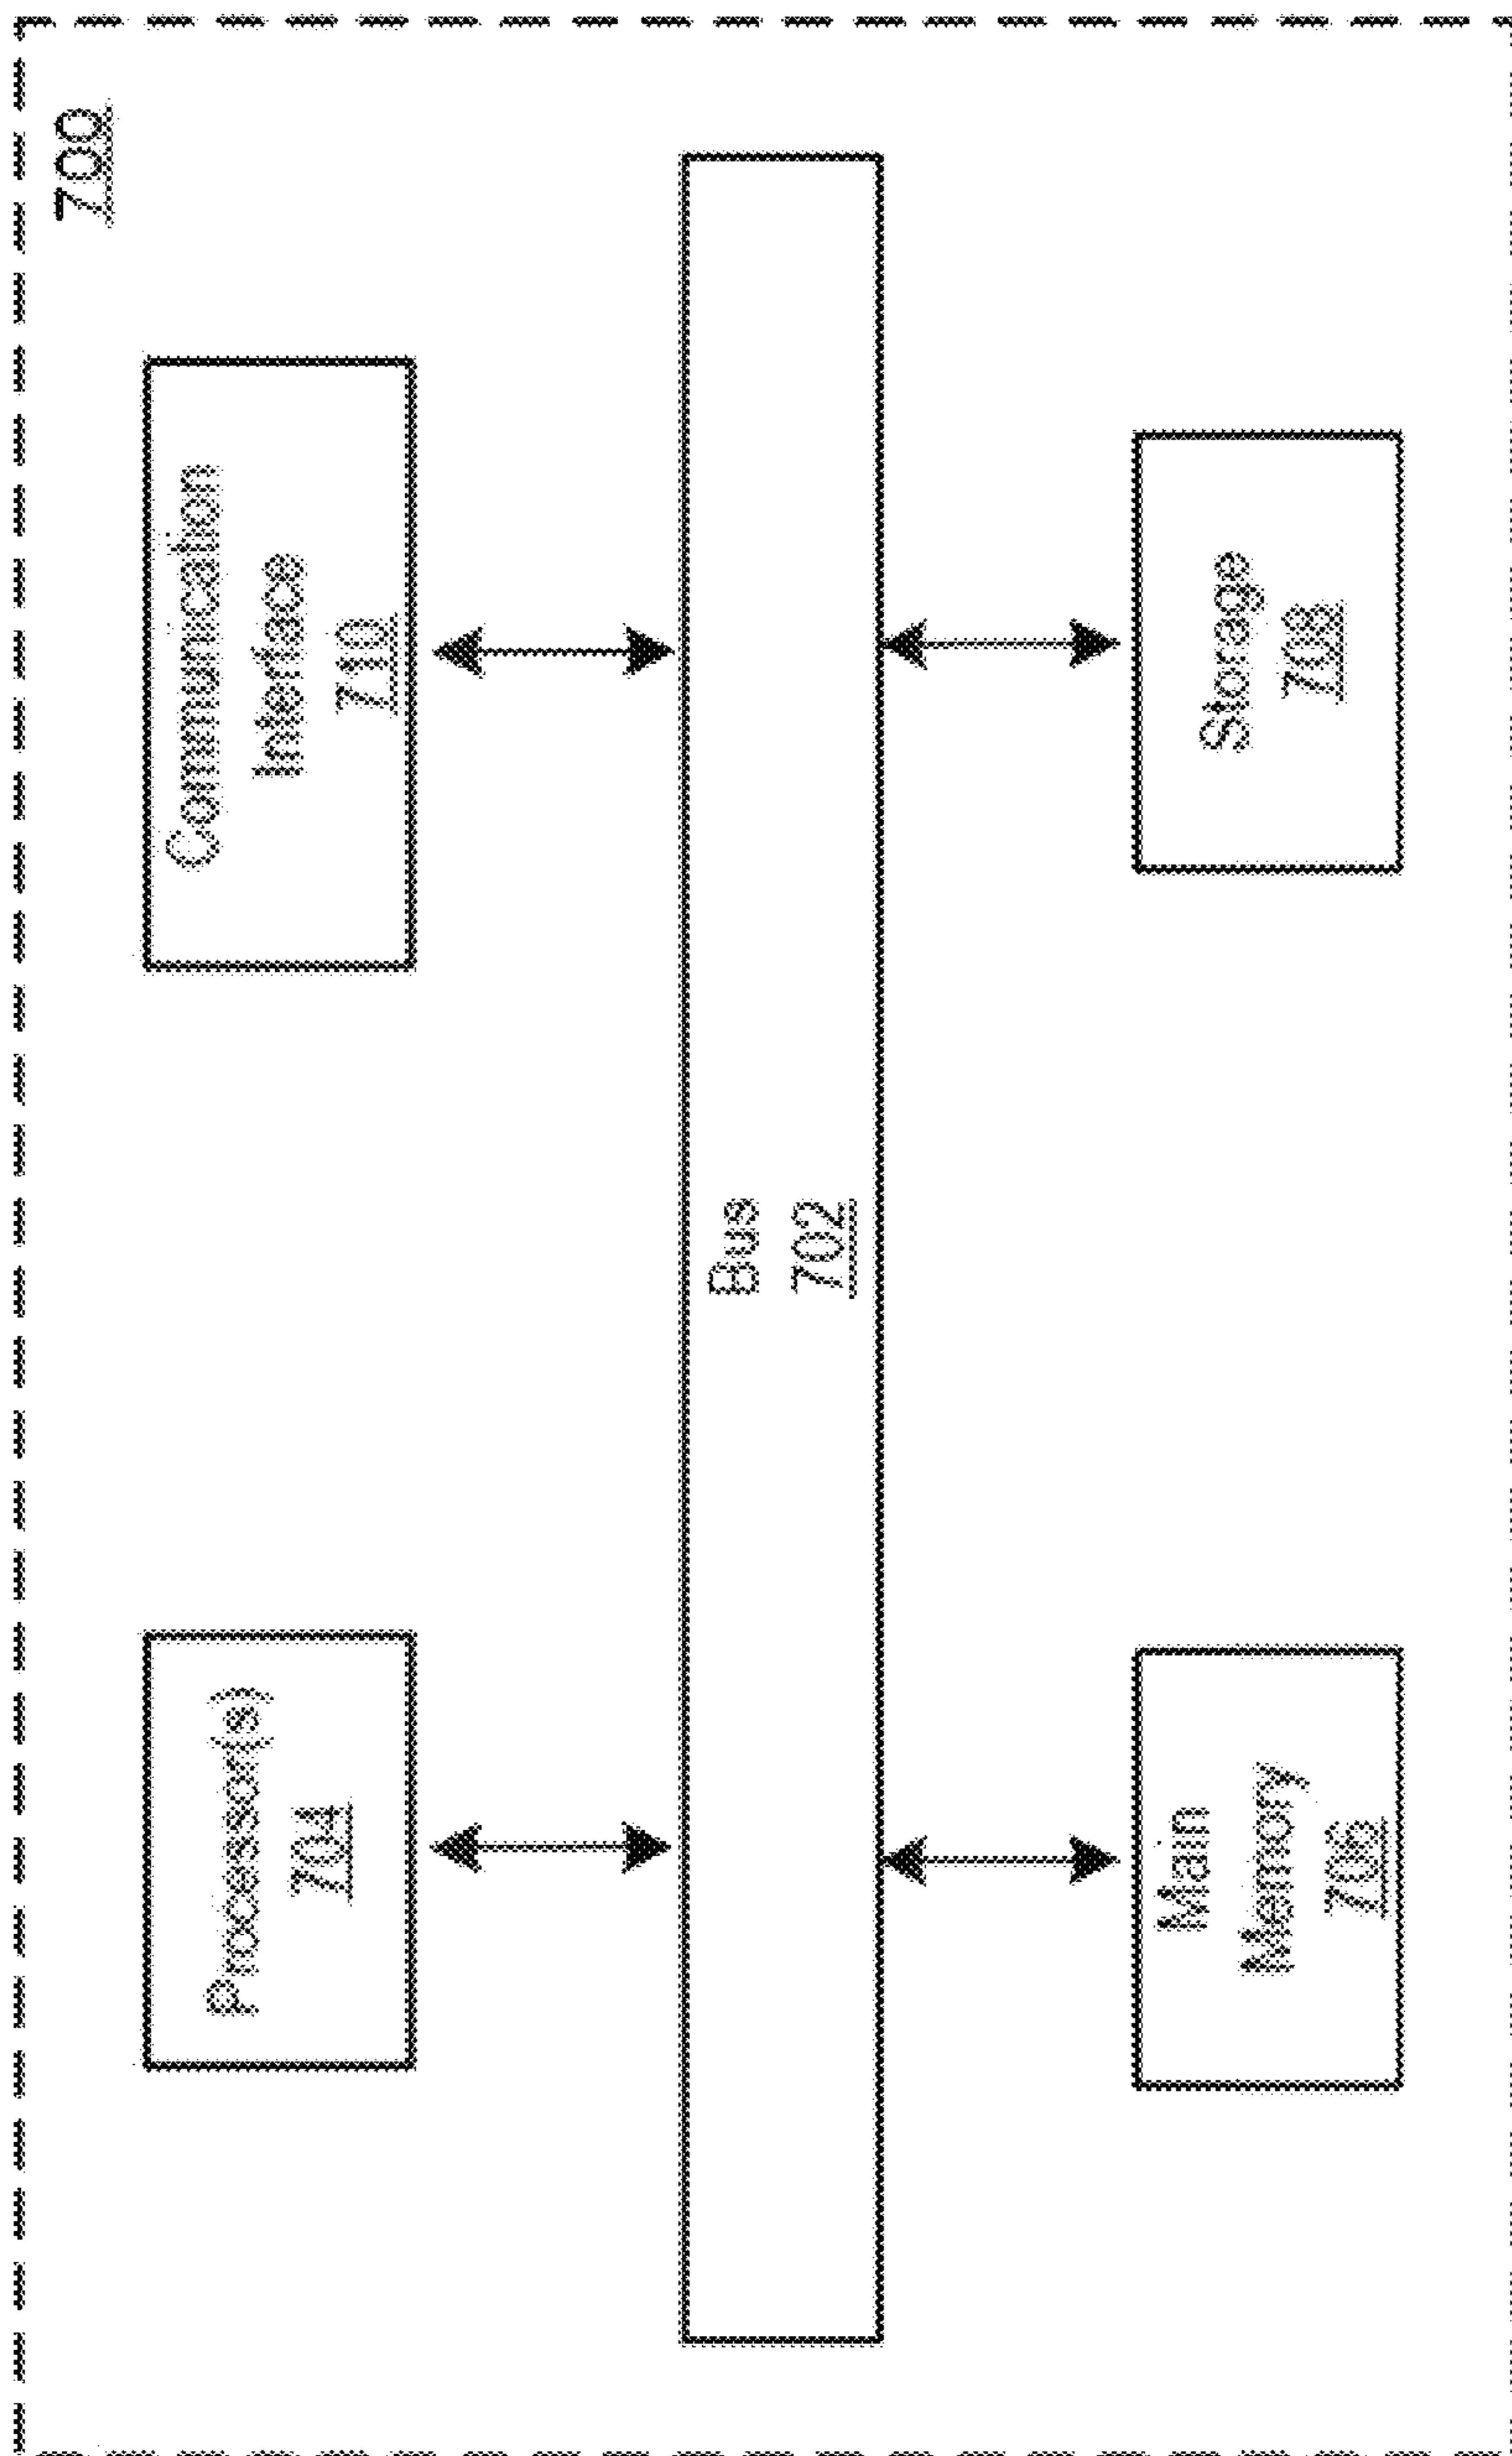 700
Processor(s)
704
Communication
Interface
710
Bus
702
Main
Memory
706
Storage
708